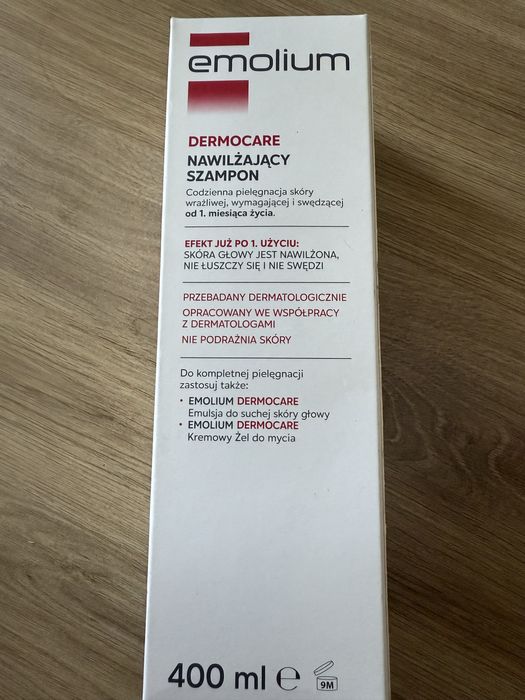 emolium
DERMOCARE
NAWILŻAJĄCY
SZAMPON
Codzienna pielęgnacja skóry
wrażliwej, wymagającej i swędzącej
od 1. miesiąca życia.
EFEKT JUŻ PO 1. UŻYCIU:
SKÓRA GŁOWY JEST NAWILŻONA,
NIE ŁUSZCZY SIĘ I NIE SWĘDZI
PRZEBADANY DERMATOLOGICZNIE
OPRACOWANY WE WSPÓŁPRACY
Z DERMATOLOGAMI
NIE PODRAŻNIA SKÓRY
Do kompletnej pielęgnacji
zastosuj także:
• EMOLIUM DERMOCARE
Emulsja do suchej skóry głowy
• EMOLIUM DERMOCARE
Kremowy Żel do mycia
400 ml ℮ 9M